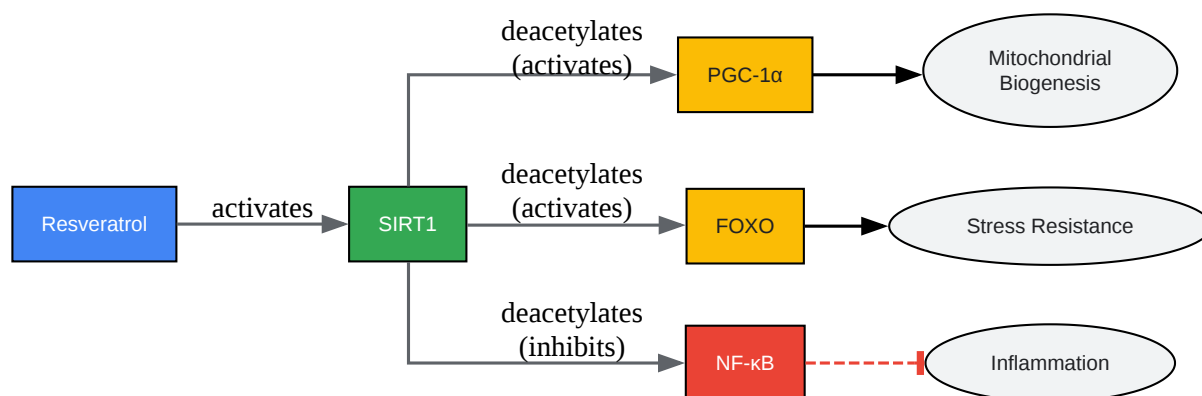 deacetylates
(activates)
PGC-1α
Mitochondrial
Biogenesis
Resveratrol
activates
SIRT1
deacetylates
(activates)
FOXO
Stress Resistance
deacetylates
(inhibits)
NF-κB
Inflammation